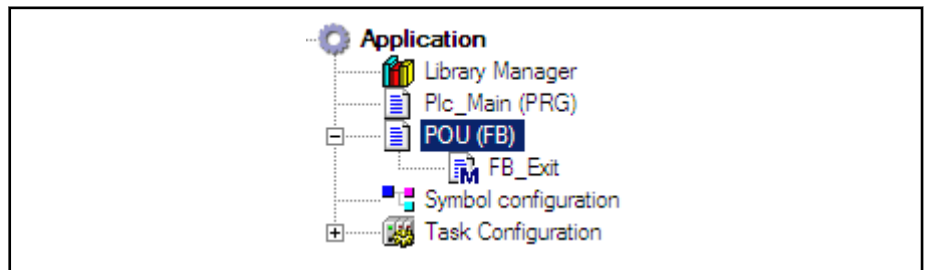 Application
Library Manager
Plc_Main (PRG)
POU (FB)
FB_Exit
Symbol configuration
Task Configuration